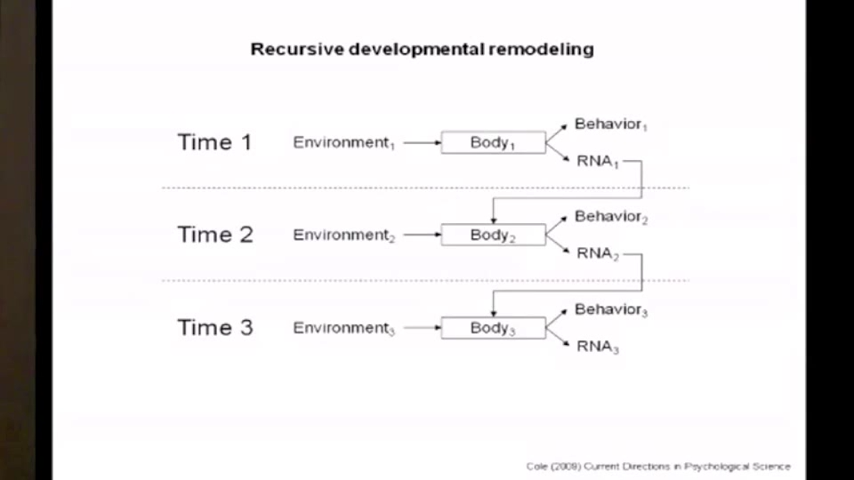 Recursive developmental remodeling
Time 1 Environment₁ Body₁ Behavior₁
RNA₁
Time 2 Environment₂ Body₂ Behavior₂
RNA₂
Time 3 Environment₃ Body₃ Behavior₃
RNA₃
Cole (2009) Current Directions in Psychological Science